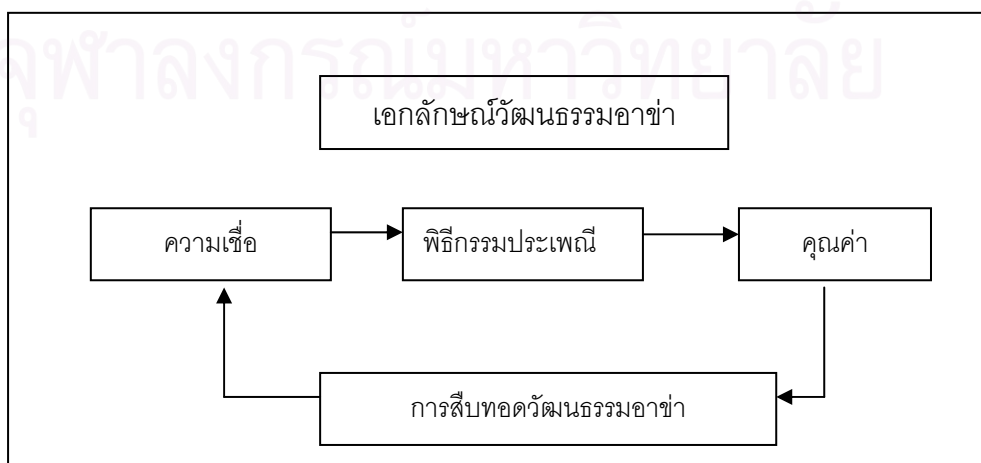 จุฬาลงกรณ์มหาวิทยาลัย
เอกลักษณ์วัฒนธรรมอาข่า
ความเชื่อ
พิธีกรรมประเพณี
คุณค่า
การสืบทอดวัฒนธรรมอาข่า